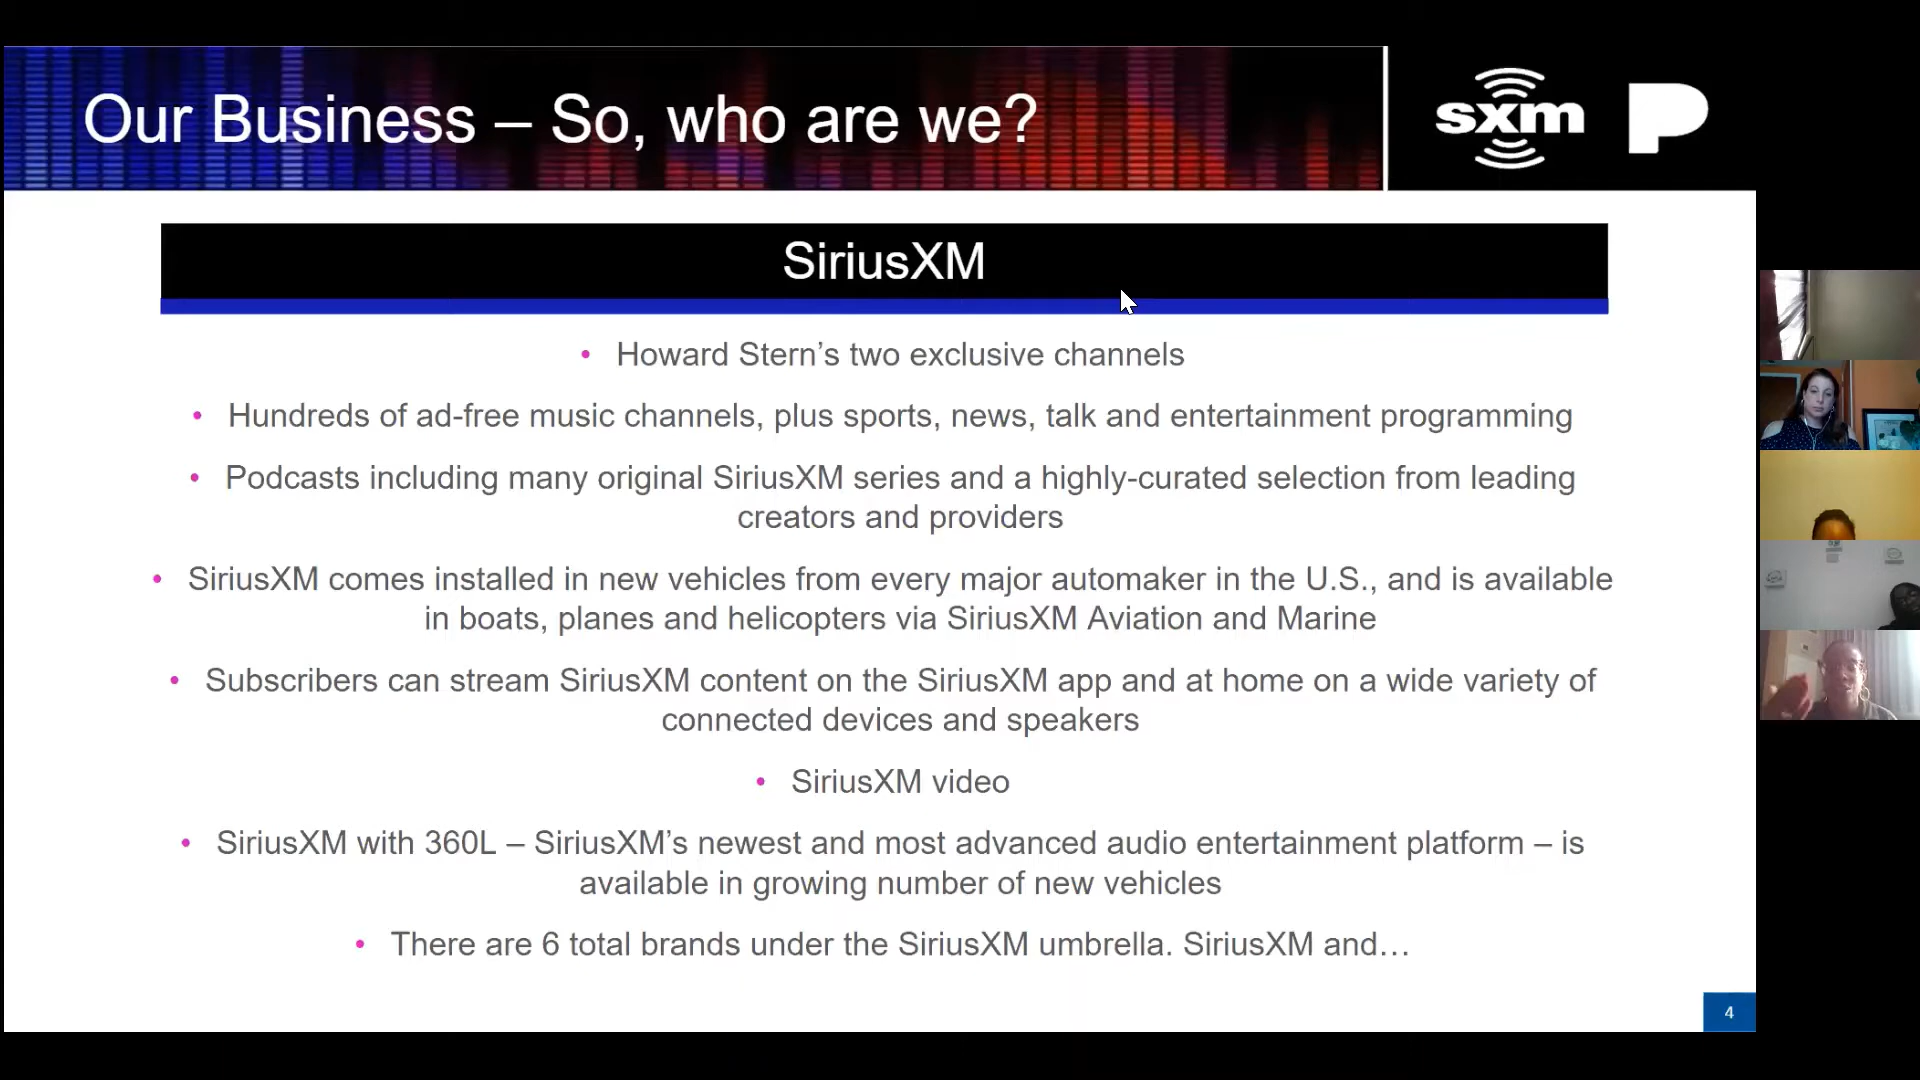 Our Business – So, who are we?
sxm
SiriusXM
• Howard Stern’s two exclusive channels
• Hundreds of ad-free music channels, plus sports, news, talk and entertainment programming
• Podcasts including many original SiriusXM series and a highly-curated selection from leading
creators and providers
• SiriusXM comes installed in new vehicles from every major automaker in the U.S., and is available
in boats, planes and helicopters via SiriusXM Aviation and Marine
• Subscribers can stream SiriusXM content on the SiriusXM app and at home on a wide variety of
connected devices and speakers
• SiriusXM video
• SiriusXM with 360L – SiriusXM’s newest and most advanced audio entertainment platform – is
available in growing number of new vehicles
• There are 6 total brands under the SiriusXM umbrella. SiriusXM and…
4